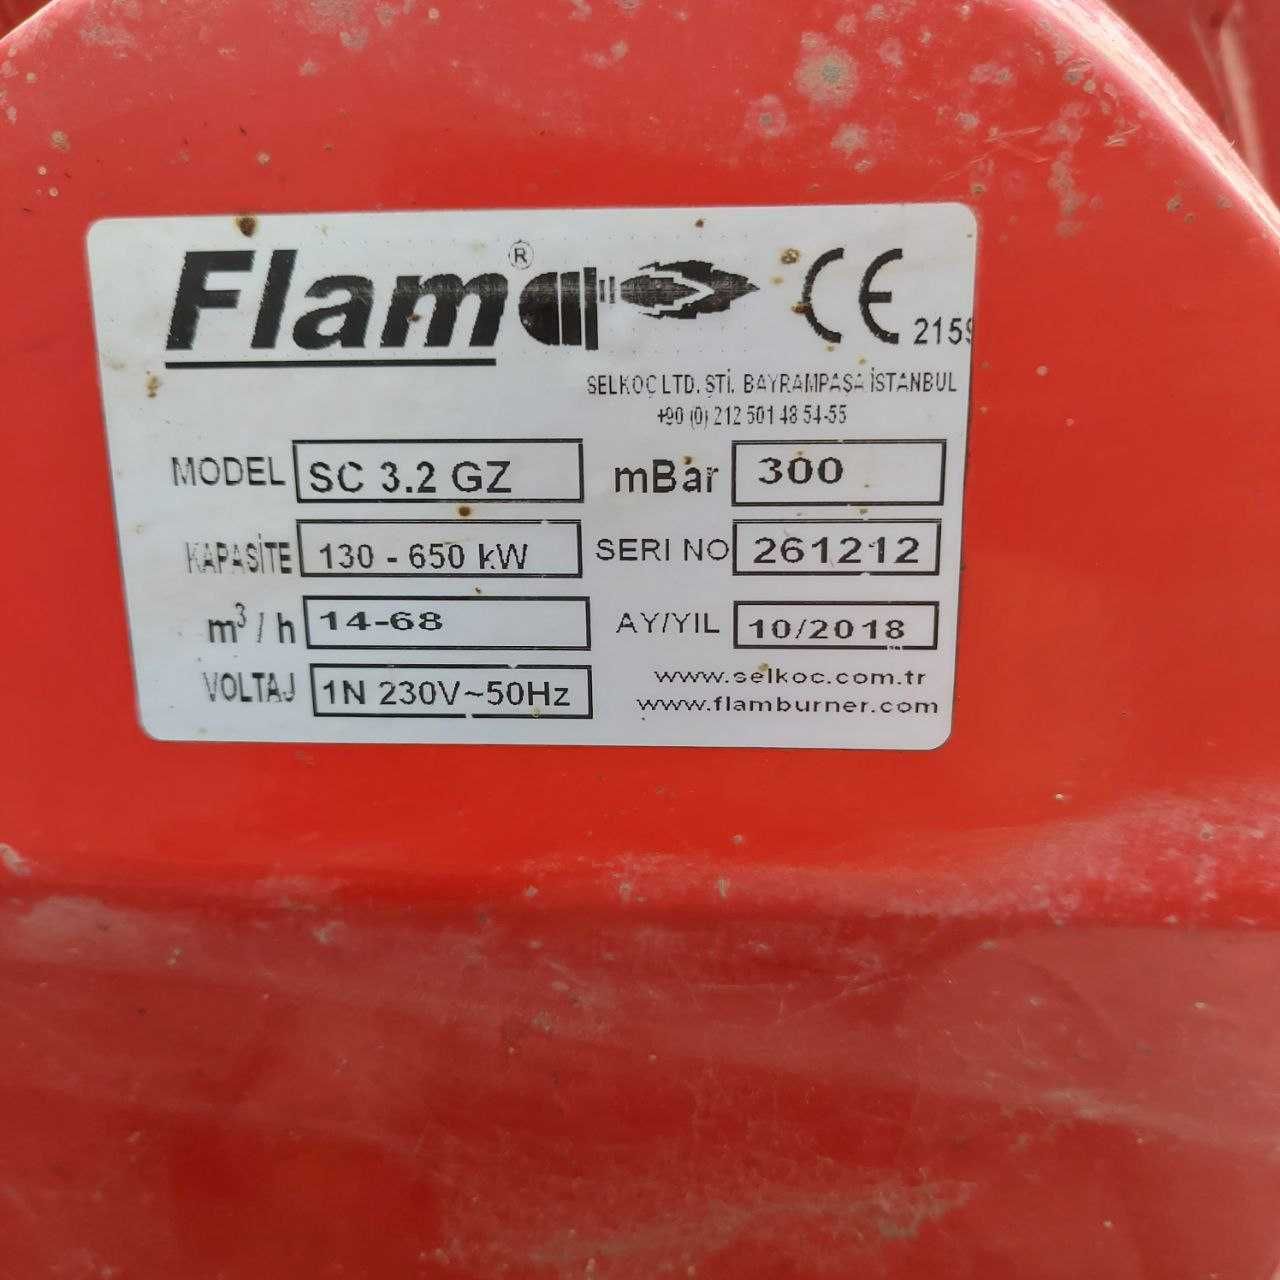 Flam®
CE
2159
SELKOÇ LTD. ŞTİ. BAYRAMPAŞA İSTANBUL
+90 (0) 212 501 48 54-55
MODEL SC 3.2 GZ mBar 300
KAPASİTE 130 - 650 kW SERI NO 261212
m³ / h 14-68 AY/YIL 10/2018
VOLTAJ 1N 230V~50Hz www.selkoc.com.tr
www.flamburner.com